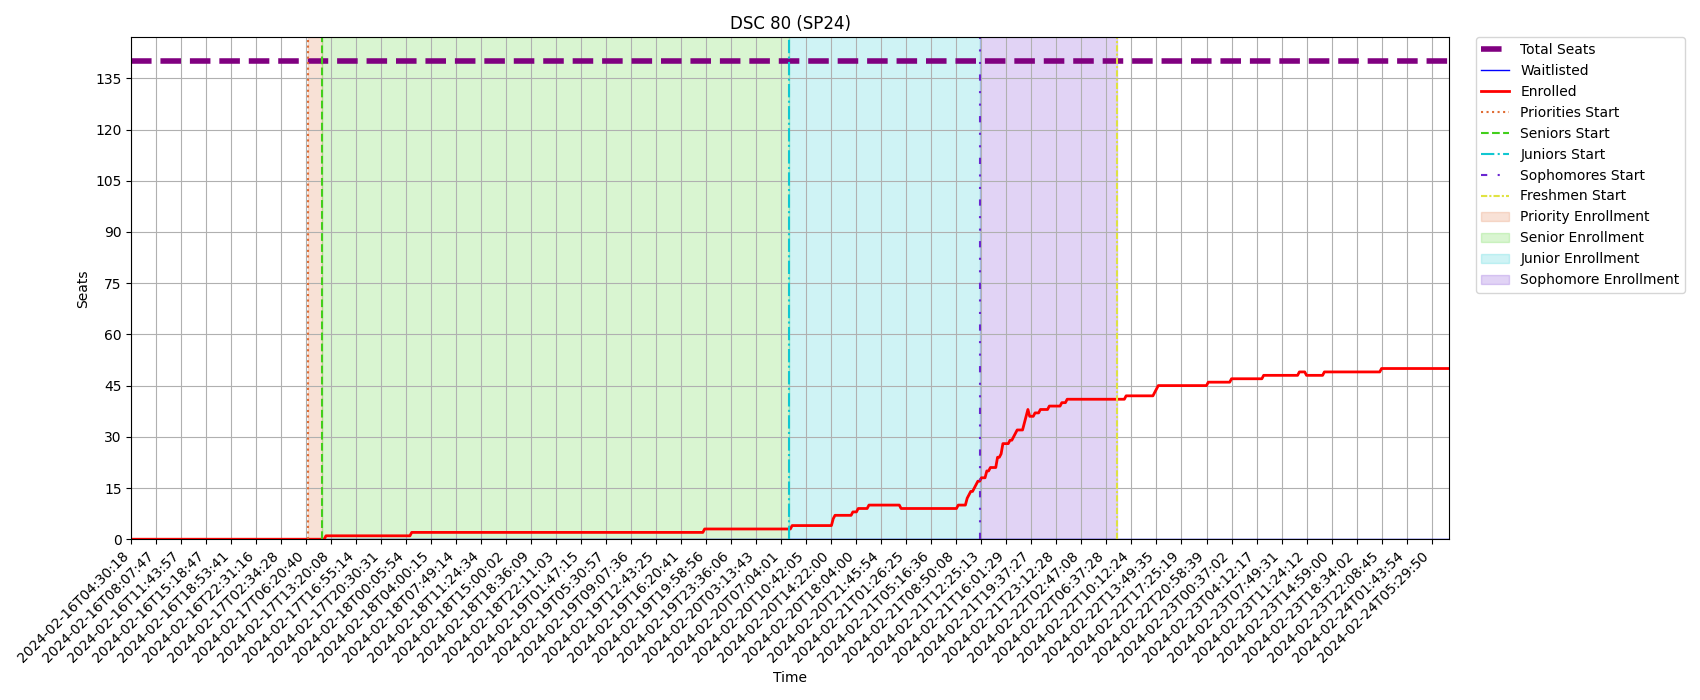 DSC 80 (SP24)
Total Seats
Waitlisted
Enrolled
Priorities Start
Seniors Start
Juniors Start
Sophomores Start
Freshmen Start
Priority Enrollment
Senior Enrollment
Junior Enrollment
Sophomore Enrollment
Seats
135
120
105
90
75
60
45
30
15
0
2024-02-16T04:30:18
2024-02-16T08:07:47
2024-02-16T11:43:57
2024-02-16T15:18:47
2024-02-16T18:53:41
2024-02-16T22:31:16
2024-02-17T02:34:28
2024-02-17T06:20:40
2024-02-17T13:20:08
2024-02-17T16:55:14
2024-02-17T20:30:31
2024-02-18T00:05:54
2024-02-18T04:00:15
2024-02-18T07:49:14
2024-02-18T11:24:34
2024-02-18T15:00:02
2024-02-18T18:36:09
2024-02-18T22:11:03
2024-02-19T01:47:15
2024-02-19T05:30:57
2024-02-19T09:07:36
2024-02-19T12:43:25
2024-02-19T16:20:41
2024-02-19T19:58:56
2024-02-19T23:36:06
2024-02-20T03:13:43
2024-02-20T07:04:01
2024-02-20T10:42:05
2024-02-20T14:22:00
2024-02-20T18:04:00
2024-02-20T21:45:54
2024-02-21T01:26:25
2024-02-21T05:16:36
2024-02-21T08:50:08
2024-02-21T12:25:13
2024-02-21T16:01:29
2024-02-21T19:37:27
2024-02-21T23:12:28
2024-02-22T02:47:08
2024-02-22T06:37:28
2024-02-22T10:12:24
2024-02-22T13:49:35
2024-02-22T17:25:19
2024-02-22T20:58:39
2024-02-23T00:37:02
2024-02-23T04:12:17
2024-02-23T07:49:31
2024-02-23T11:24:12
2024-02-23T14:59:00
2024-02-23T18:34:02
2024-02-23T22:08:45
2024-02-24T01:43:54
2024-02-24T05:29:50
Time